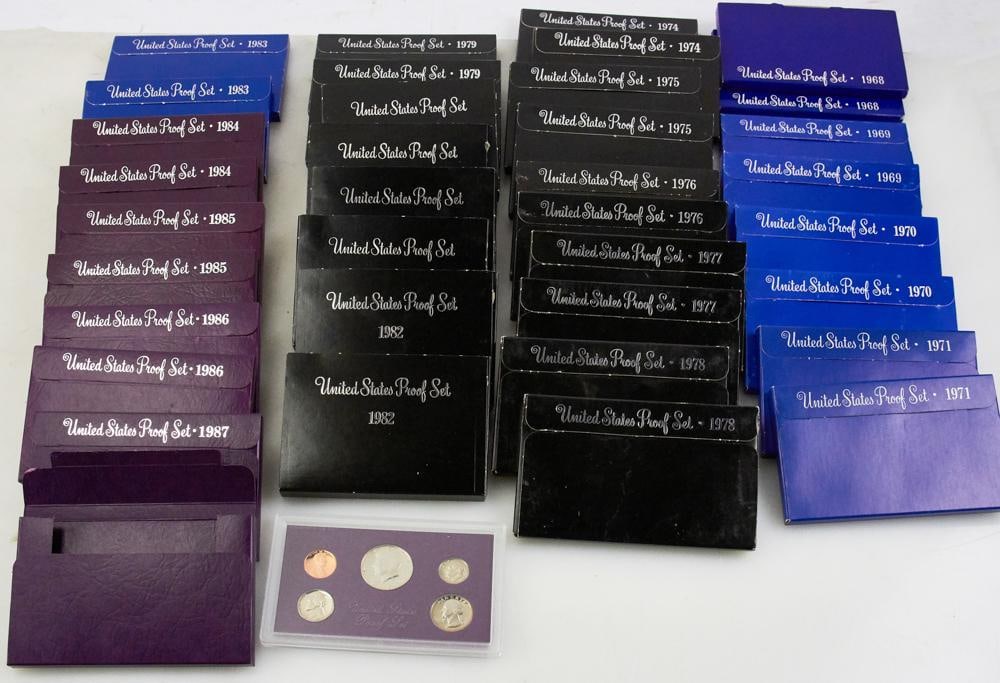 United States Proof Set • 1983
United States Proof Set • 1983
United States Proof Set • 1984
United States Proof Set • 1984
United States Proof Set • 1985
United States Proof Set • 1985
United States Proof Set • 1986
United States Proof Set • 1986
United States Proof Set • 1987
United States Proof Set • 1979
United States Proof Set • 1979
United States Proof Set
United States Proof Set
United States Proof Set
United States Proof Set
United States Proof Set
1982
United States Proof Set
1982
United States
Proof Set
United States Proof Set • 1974
United States Proof Set • 1974
United States Proof Set • 1975
United States Proof Set • 1975
United States Proof Set • 1976
United States Proof Set • 1976
United States Proof Set • 1977
United States Proof Set • 1977
United States Proof Set • 1978
United States Proof Set • 1978
United States Proof Set • 1968
United States Proof Set • 1968
United States Proof Set • 1969
United States Proof Set • 1969
United States Proof Set • 1970
United States Proof Set • 1970
United States Proof Set • 1971
United States Proof Set • 1971